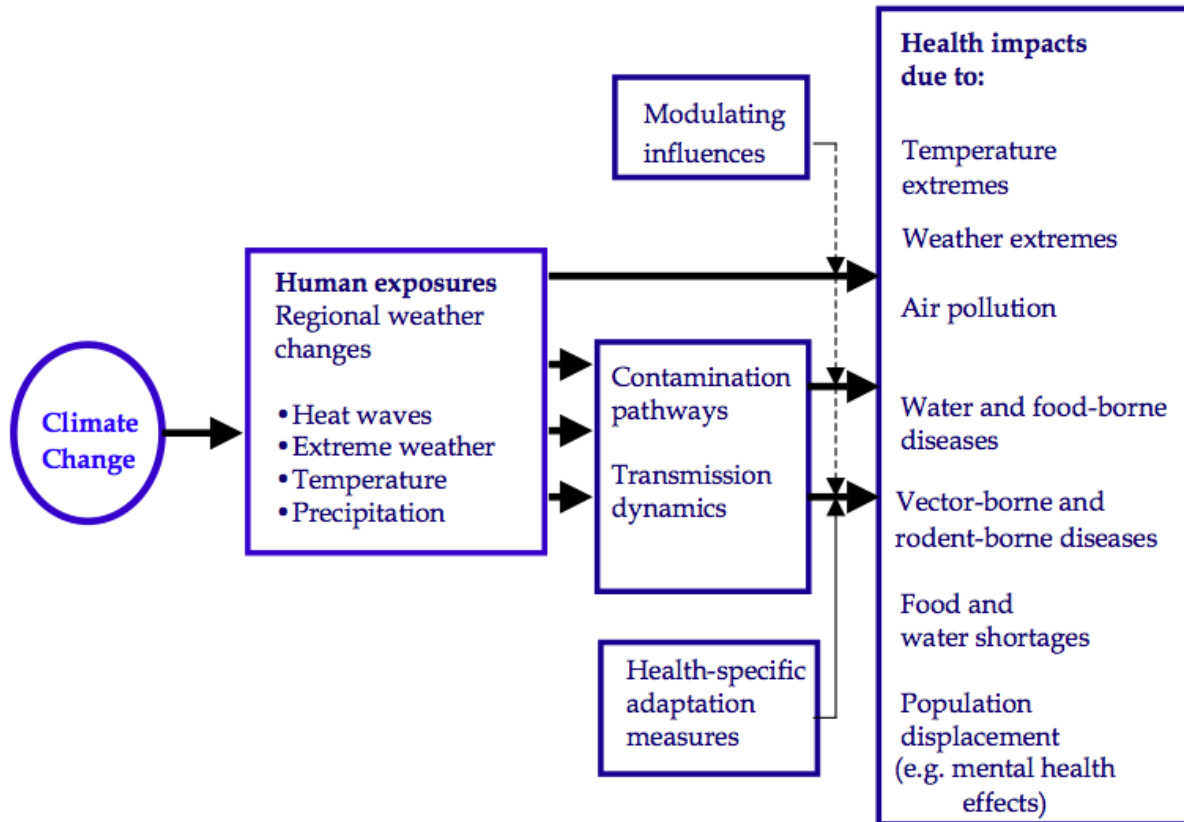 Climate
Change
Human exposures
Regional weather
changes
•Heat waves
•Extreme weather
•Temperature
•Precipitation
Modulating
influences
Contamination
pathways
Transmission
dynamics
Health-specific
adaptation
measures
Health impacts
due to:
Temperature
extremes
Weather extremes
Air pollution
Water and food-borne
diseases
Vector-borne and
rodent-borne diseases
Food and
water shortages
Population
displacement
(e.g. mental health
effects)